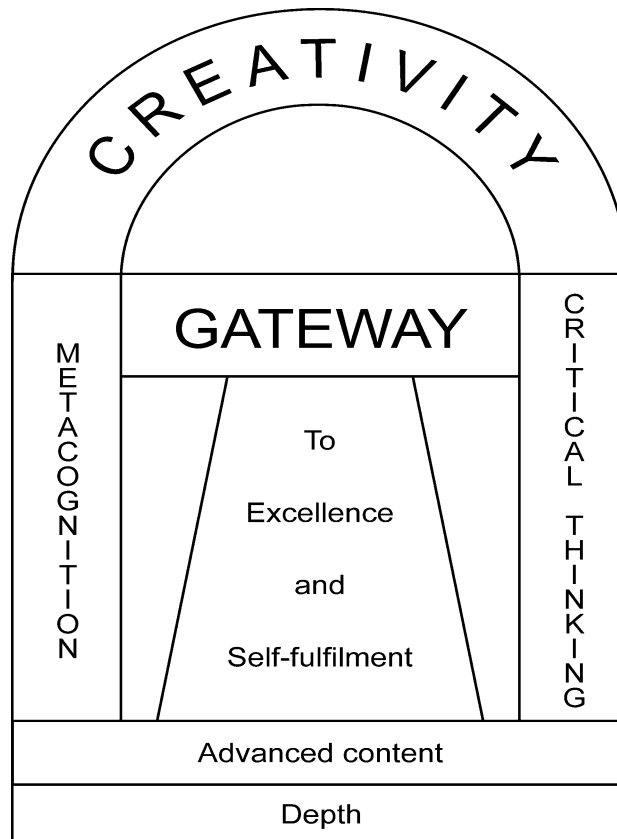 CREATIVITY
GATEWAY
METACOGNITION
To
Excellence
and
Self-fulfilment
CRITICAL THINKING
Advanced content
Depth